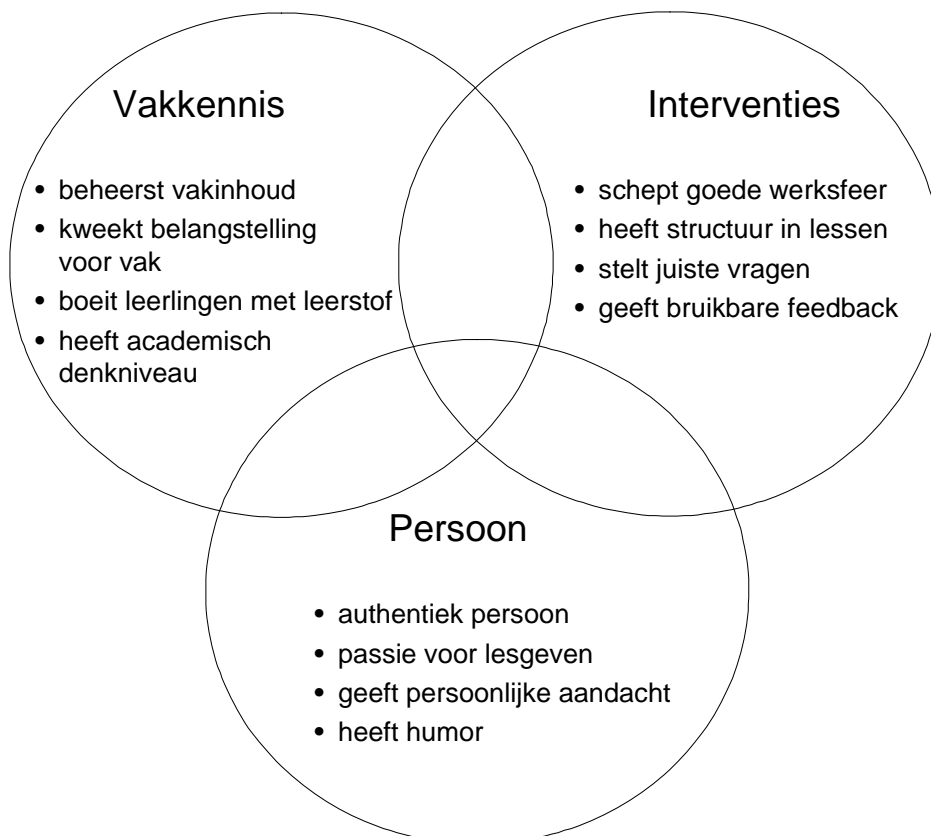 Vakkennis
• beheerst vakinhoud
• kweekt belangstelling
voor vak
• boeit leerlingen met leerstof
• heeft academisch
denkniveau
Interventies
• schept goede werksfeer
• heeft structuur in lessen
• stelt juiste vragen
• geeft bruikbare feedback
Persoon
• authentiek persoon
• passie voor lesgeven
• geeft persoonlijke aandacht
• heeft humor